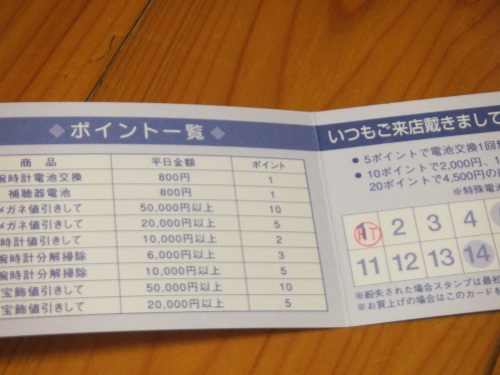 ◆ ポイント一覧 ◆
商品 平日金額 ポイント
腕時計電池交換 800円 1
補聴器電池 800円 1
メガネ値引きして 50,000円以上 10
メガネ値引きして 20,000円以上 5
時計値引きして 10,000円以上 2
腕時計分解掃除 6,000円以上 3
腕時計分解掃除 10,000円以上 5
宝飾値引きして 50,000円以上 10
宝飾値引きして 20,000円以上 5
いつもご来店戴きまして
● 5ポイントで電池交換1回
● 10ポイントで2,000円、
20ポイントで4,500円の
※特殊電
1 2 3 4
11 12 13 14
※紛失された場合スタンプは最
※お買上げの場合はこのカードを